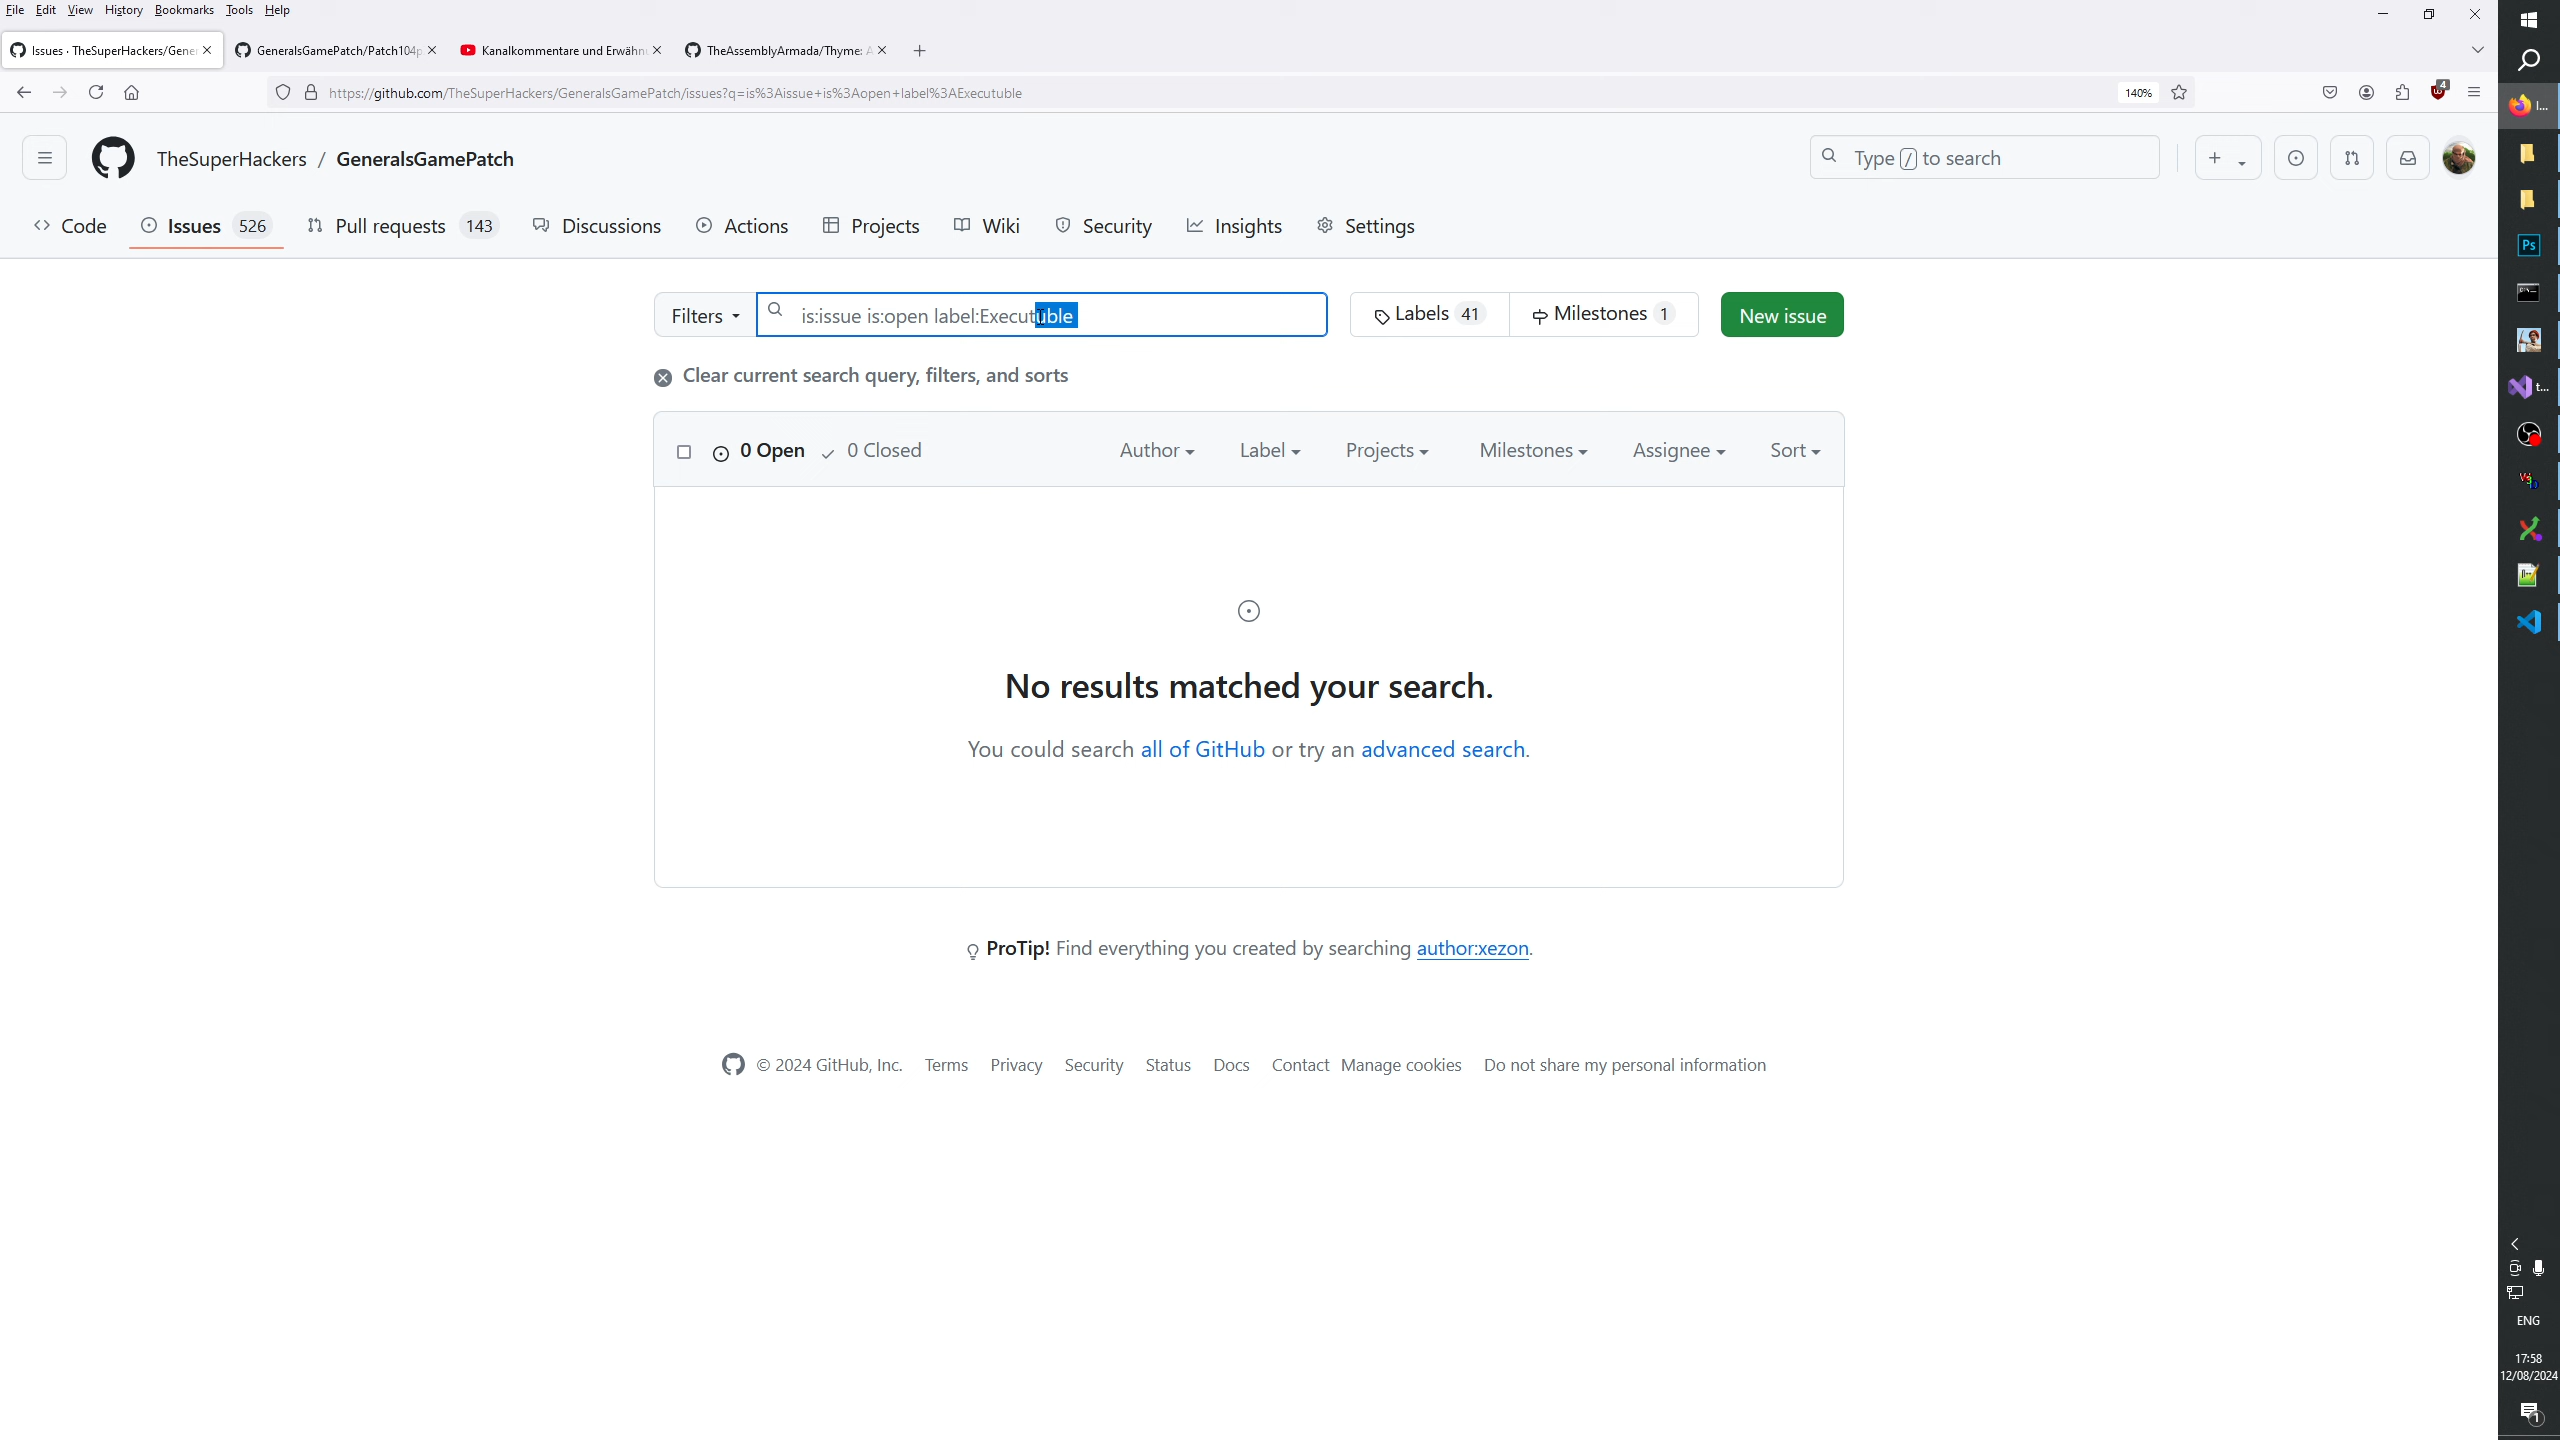 File Edit View History Bookmarks Tools Help
Issues · TheSuperHackers/Gene
GeneralsGamePatch/Patch104p
Kanalkommentare und Erwähn
TheAssemblyArmada/Thyme: A
https://github.com/TheSuperHackers/GeneralsGamePatch/issues?q=is%3Aissue+is%3Aopen+label%3AExecutuble
140%
4
TheSuperHackers / GeneralsGamePatch
Type / to search
Code
Issues 526
Pull requests 143
Discussions
Actions
Projects
Wiki
Security
Insights
Settings
Filters
is:issue is:open label:Executuble
Labels 41
Milestones 1
New issue
Clear current search query, filters, and sorts
0 Open
0 Closed
Author
Label
Projects
Milestones
Assignee
Sort
No results matched your search.
You could search all of GitHub or try an advanced search.
ProTip! Find everything you created by searching author:xezon.
© 2024 GitHub, Inc.
Terms
Privacy
Security
Status
Docs
Contact
Manage cookies
Do not share my personal information
I...
Ps
t...
ENG
17:58
12/08/2024
1